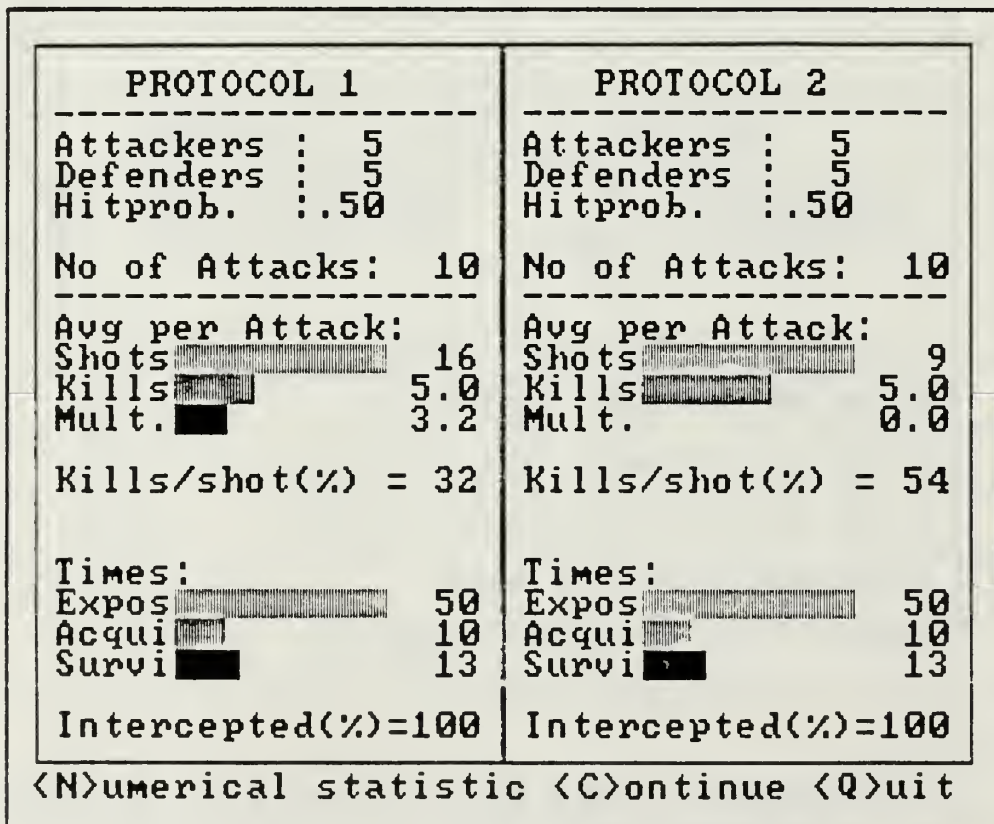 PROTOCOL 1
Attackers : 5
Defenders : 5
Hitprob. :.50
No of Attacks: 10
Avg per Attack:
Shots 16
Kills 5.0
Mult. 3.2
Kills/shot(%) = 32
Times:
Expos 50
Acqui 10
Survi 13
Intercepted(%)=100
PROTOCOL 2
Attackers : 5
Defenders : 5
Hitprob. :.50
No of Attacks: 10
Avg per Attack:
Shots 9
Kills 5.0
Mult. 0.0
Kills/shot(%) = 54
Times:
Expos 50
Acqui 10
Survi 13
Intercepted(%)=100
<N>umerical statistic <C>ontinue <Q>uit